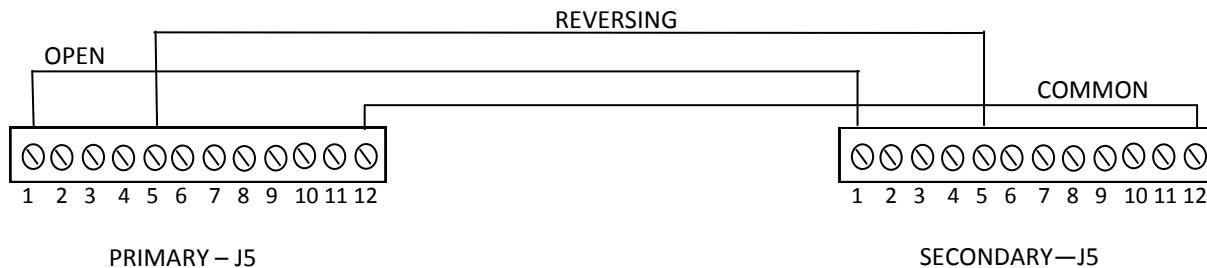 REVERSING
OPEN
COMMON
1 2 3 4 5 6 7 8 9 10 11 12
1 2 3 4 5 6 7 8 9 10 11 12
PRIMARY – J5
SECONDARY—J5